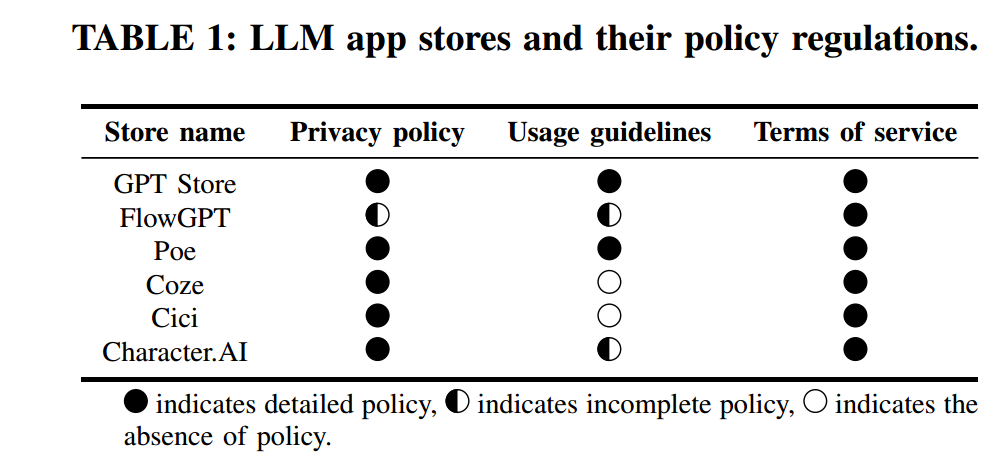 TABLE 1: LLM app stores and their policy regulations.
Store name Privacy policy Usage guidelines Terms of service
GPT Store ● ● ●
FlowGPT ◐ ◐ ●
Poe ● ● ●
Coze ● ○ ●
Cici ● ○ ●
Character.AI ● ◐ ●
● indicates detailed policy, ◐ indicates incomplete policy, ○ indicates the
absence of policy.